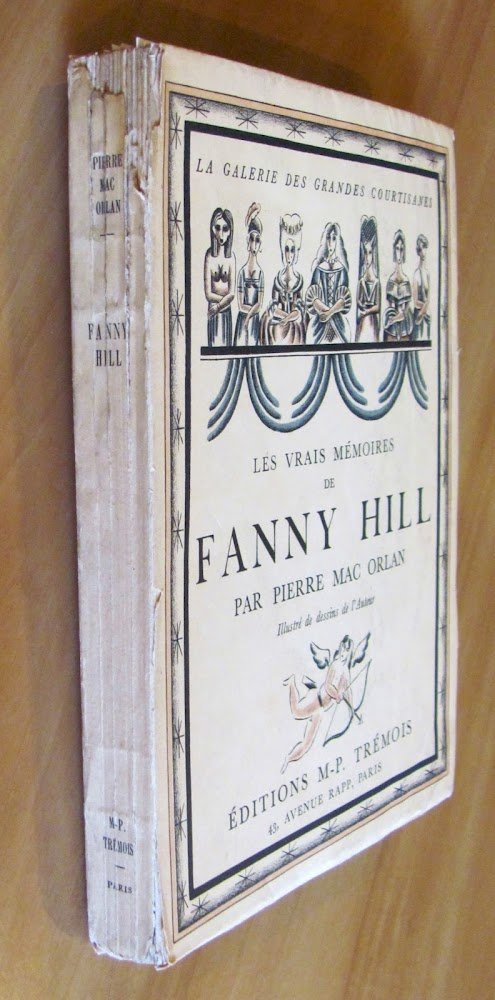 PIERRE
MAC
ORLAN
FANNY
HILL
M-P.
TRÉMOIS
PARIS
LA GALERIE DES GRANDES COURTISANES
LES VRAIS MÉMOIRES
DE
FANNY HILL
PAR PIERRE MAC ORLAN
Illustré de dessins de l'Auteur
ÉDITIONS M-P. TRÉMOIS
43, AVENUE RAPP, PARIS